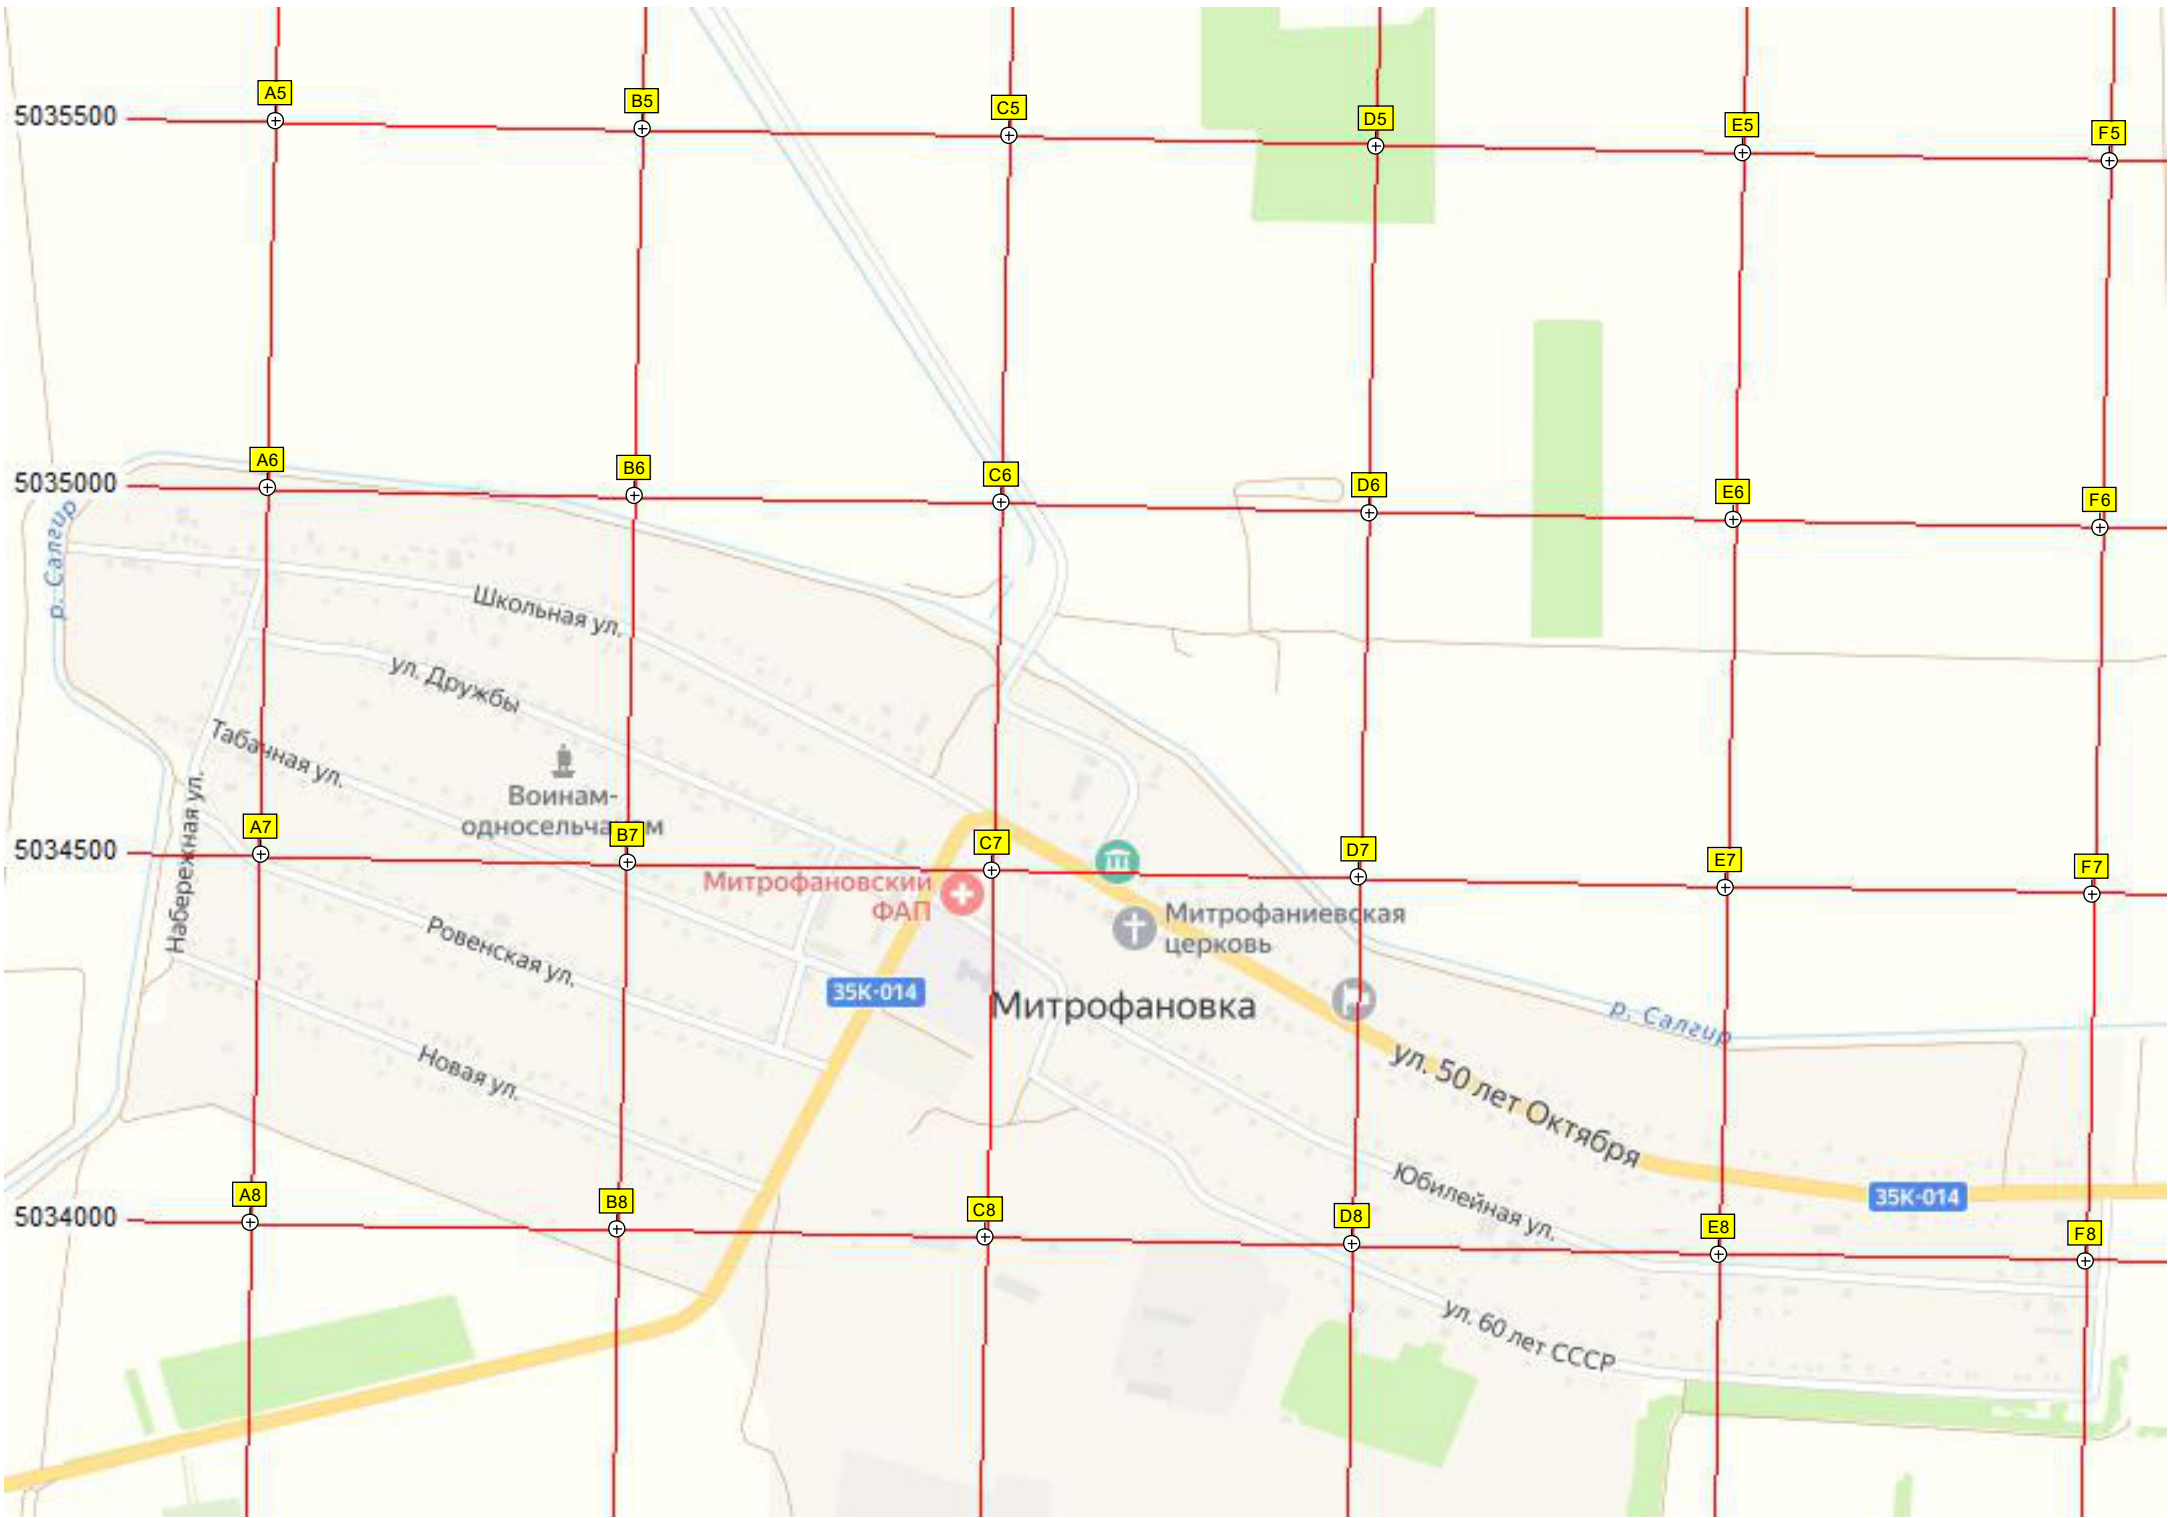 A5
B5
C5
D5
E5
F5
5035500
A6
B6
C6
D6
E6
F6
5035000
р. Салгир
Школьная ул.
ул. Дружбы
Табачная ул.
Воинам-
A7
B7
C7
D7
E7
F7
5034500
Набережная ул.
Митрофановский
ФАП
Митрофаниевская
церковь
Ровенская ул.
35К-014
Митрофановка
р. Салгир
ул. 50 лет Октября
Новая ул.
Юбилейная ул.
35К-014
A8
B8
C8
D8
E8
F8
5034000
ул. 60 лет СССР